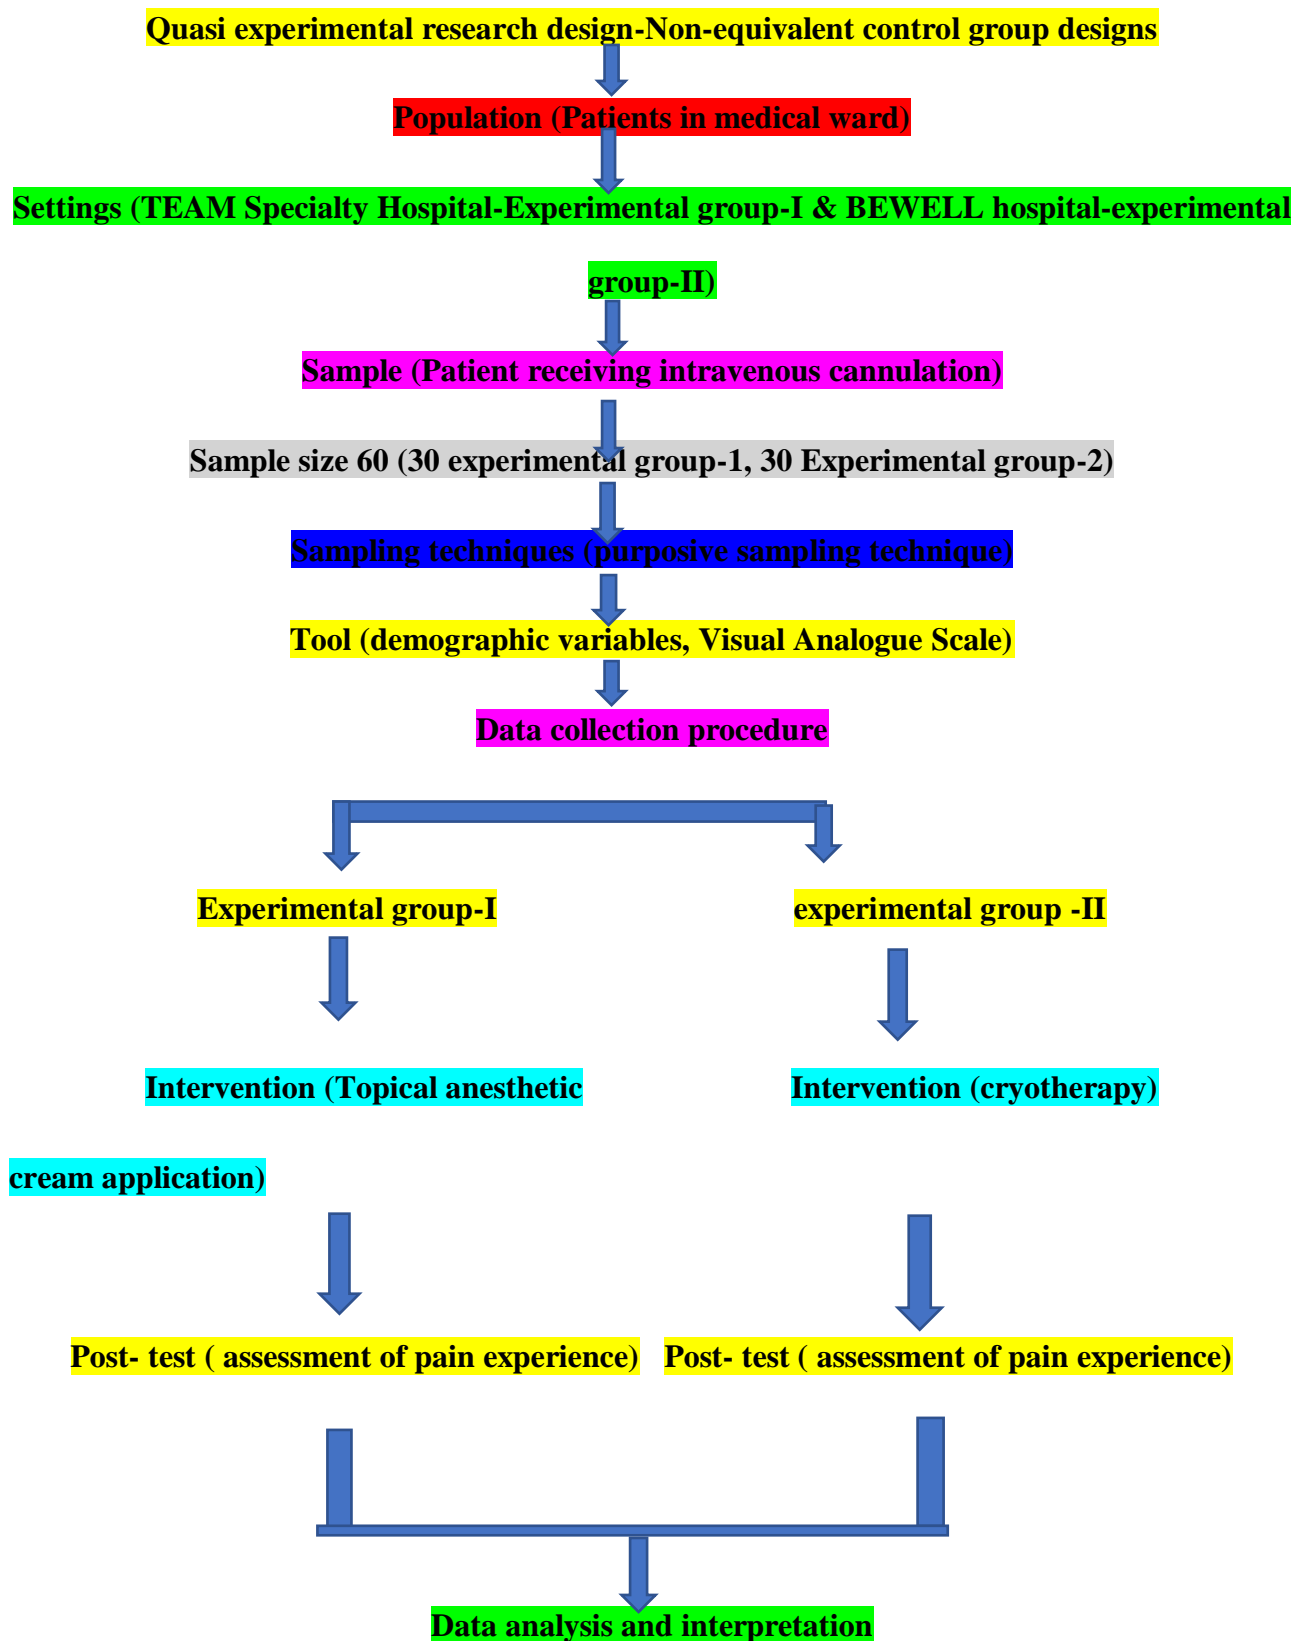 Quasi experimental research design-Non-equivalent control group designs
Population (Patients in medical ward)
Settings (TEAM Specialty Hospital-Experimental group-I & BEWELL hospital-experimental
group-II)
Sample (Patient receiving intravenous cannulation)
Sample size 60 (30 experimental group-1, 30 Experimental group-2)
Sampling techniques (purposive sampling technique)
Tool (demographic variables, Visual Analogue Scale)
Data collection procedure
Experimental group-I
experimental group -II
Intervention (Topical anesthetic
cream application)
Intervention (cryotherapy)
Post- test ( assessment of pain experience)
Post- test ( assessment of pain experience)
Data analysis and interpretation